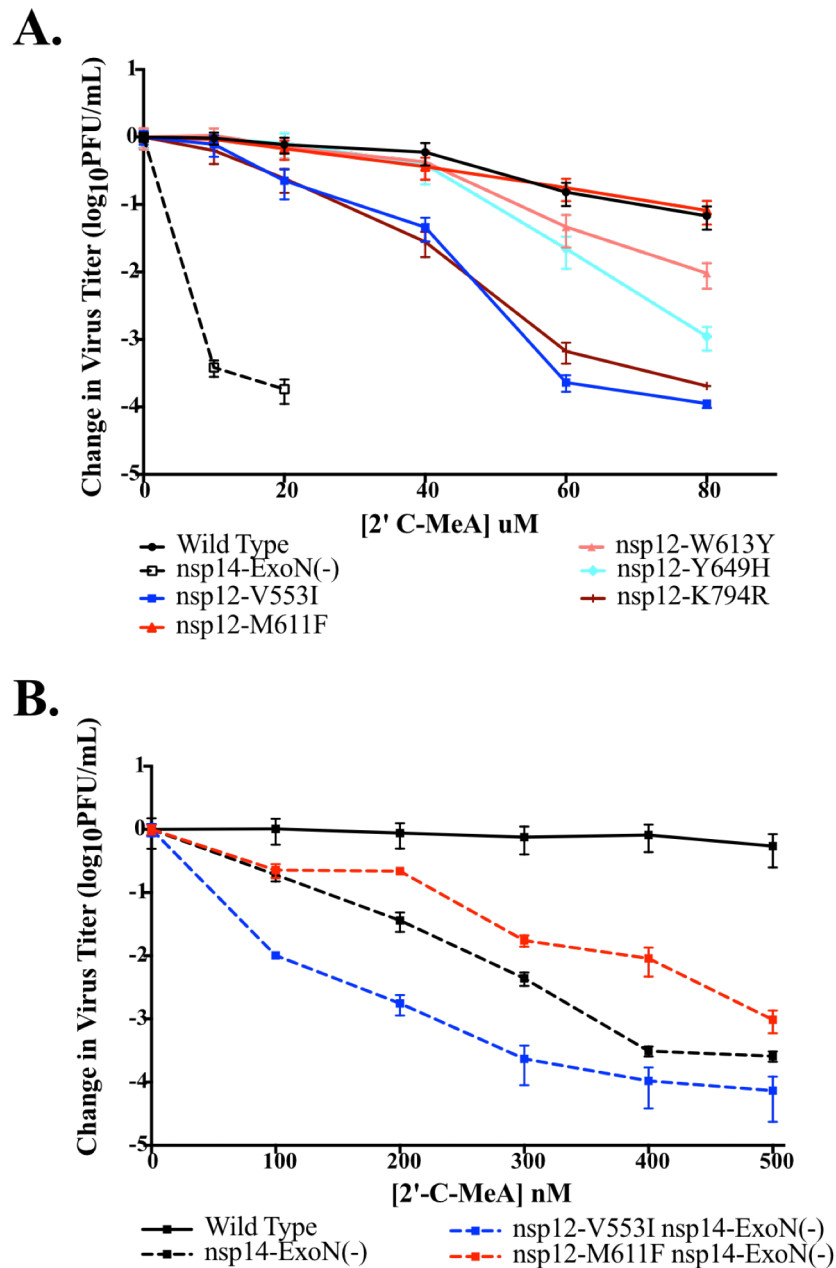 A.
Change in Virus Titer (log10PFU/mL)
1
0
-1
-2
-3
-4
-5
0 20 40 60 80
[2' C-MeA] uM
Wild Type
nsp14-ExoN(-)
nsp12-V553I
nsp12-M611F
nsp12-W613Y
nsp12-Y649H
nsp12-K794R
B.
Change in Virus Titer (log10PFU/mL)
1
0
-1
-2
-3
-4
-5
0 100 200 300 400 500
[2'-C-MeA] nM
Wild Type
nsp14-ExoN(-)
nsp12-V553I nsp14-ExoN(-)
nsp12-M611F nsp14-ExoN(-)